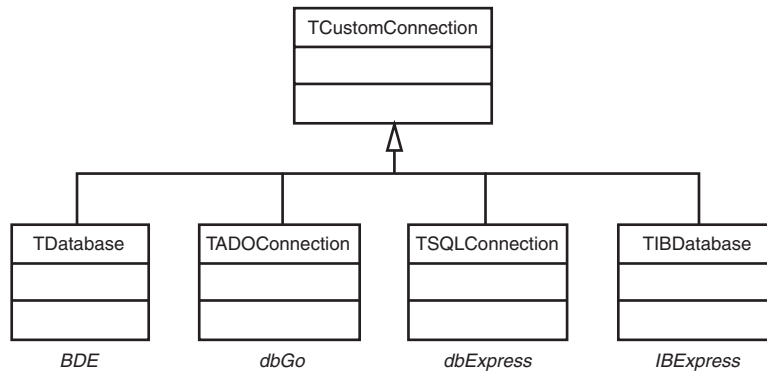 TCustomConnection
TDatabase
TADOConnection
TSQLConnection
TIBDatabase
BDE
dbGo
dbExpress
IBExpress